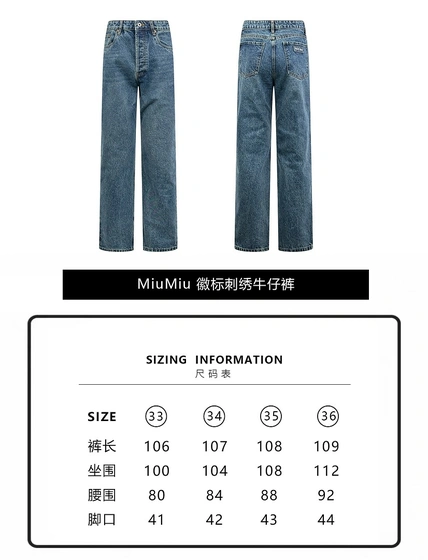 MiuMiu 徽标刺绣牛仔裤
SIZING INFORMATION
尺码表
SIZE 33 34 35 36
裤长 106 107 108 109
坐围 100 104 108 112
腰围 80 84 88 92
脚口 41 42 43 44